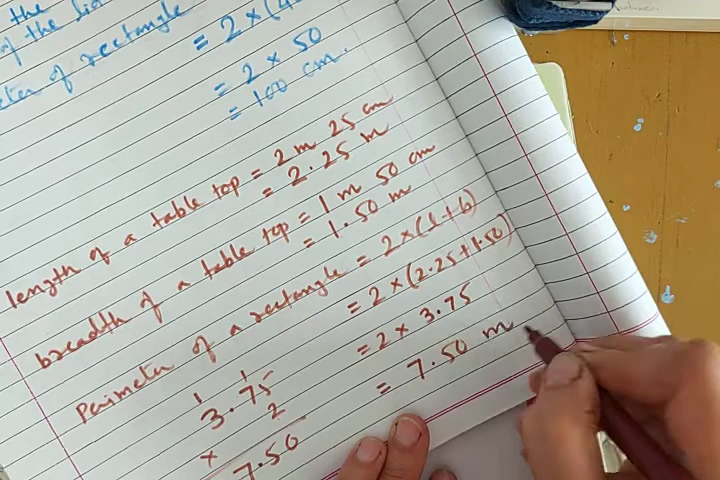 the
of the
of rectangle = 2 × (4
= 2 × 50
= 100 cm.
length of a table top = 2 m 25 cm
= 2.25 m
breadth of a table top = 1 m 50 cm
= 1.50 m
Perimeter of a rectangle = 2 × (l + b)
= 2 × (2.25 + 1.50)
= 2 × 3.75
= 7.50 m
1 1
3.75
× 2
7.50